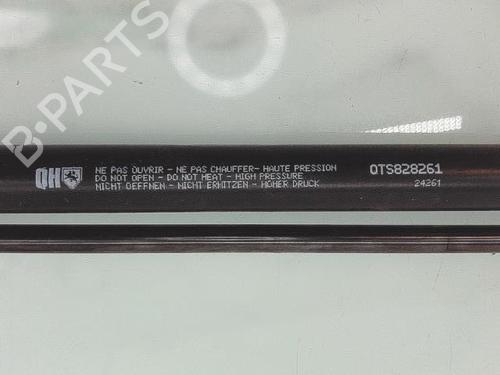 B-PARTS
QH
NE PAS OUVRIR - NE PAS CHAUFFER- HAUTE PRESSION
DO NOT OPEN - DO NOT HEAT - HIGH PRESSURE
NICHT OEFFNEN - NICHT ERHITZEN - HOHER DRUCK
QTS828261
24261